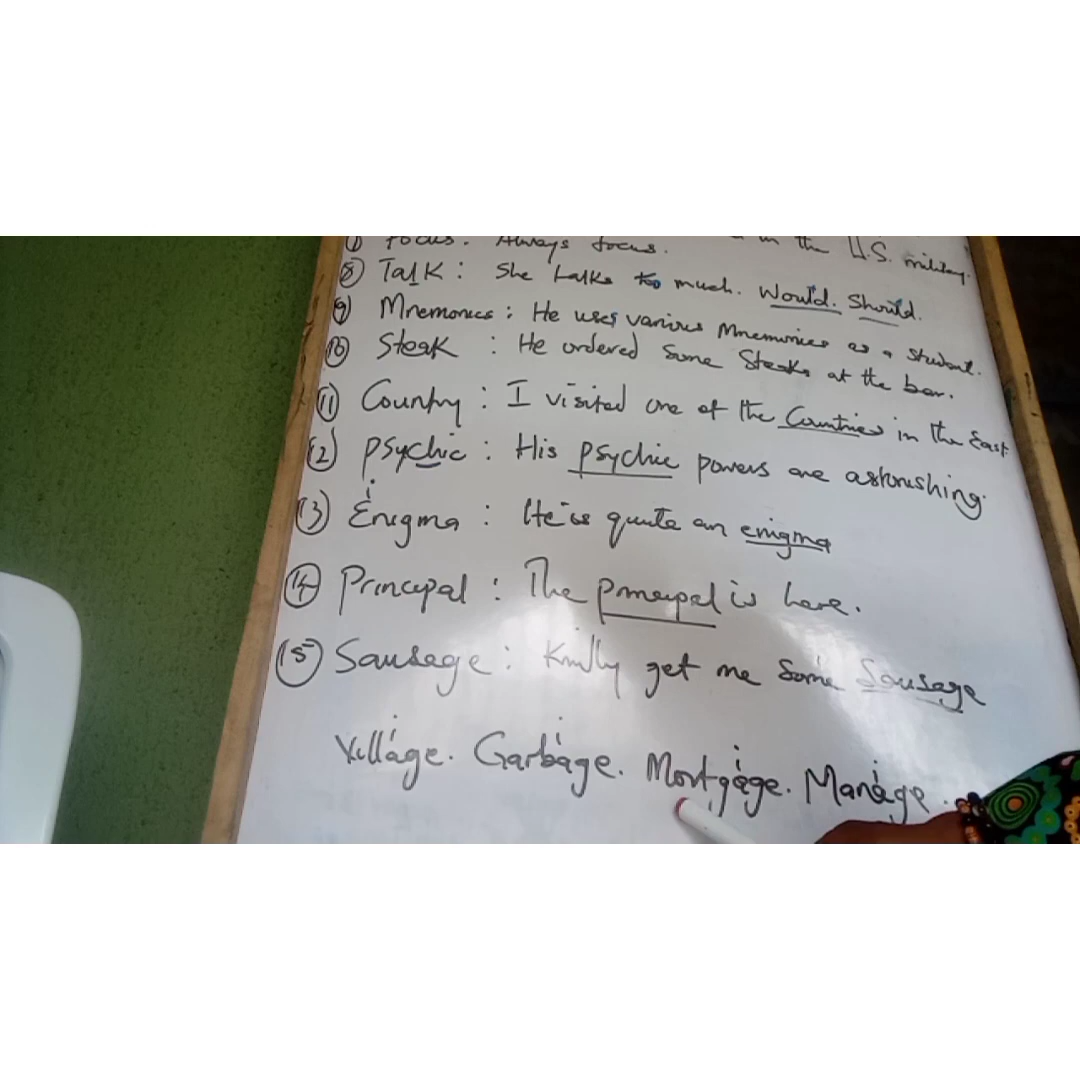 Focus. Always focus. in the U.S. military.
⑧ Talk : She talks too much. Would. Should.
⑨ Mnemonics : He uses various Mnemonics as a student.
⑩ Steak : He ordered some Steaks at the bar.
⑪ Country : I visited one of the Countries in the East
⑫ Psychic : His psychic powers are astonishing.
i
⑬ Enigma : He is quite an enigma
⑭ Principal : The principal is here.
⑮ Sausage : Kindly get me some Sausage
i i i i
Village. Garbage. Mortgage. Manage.